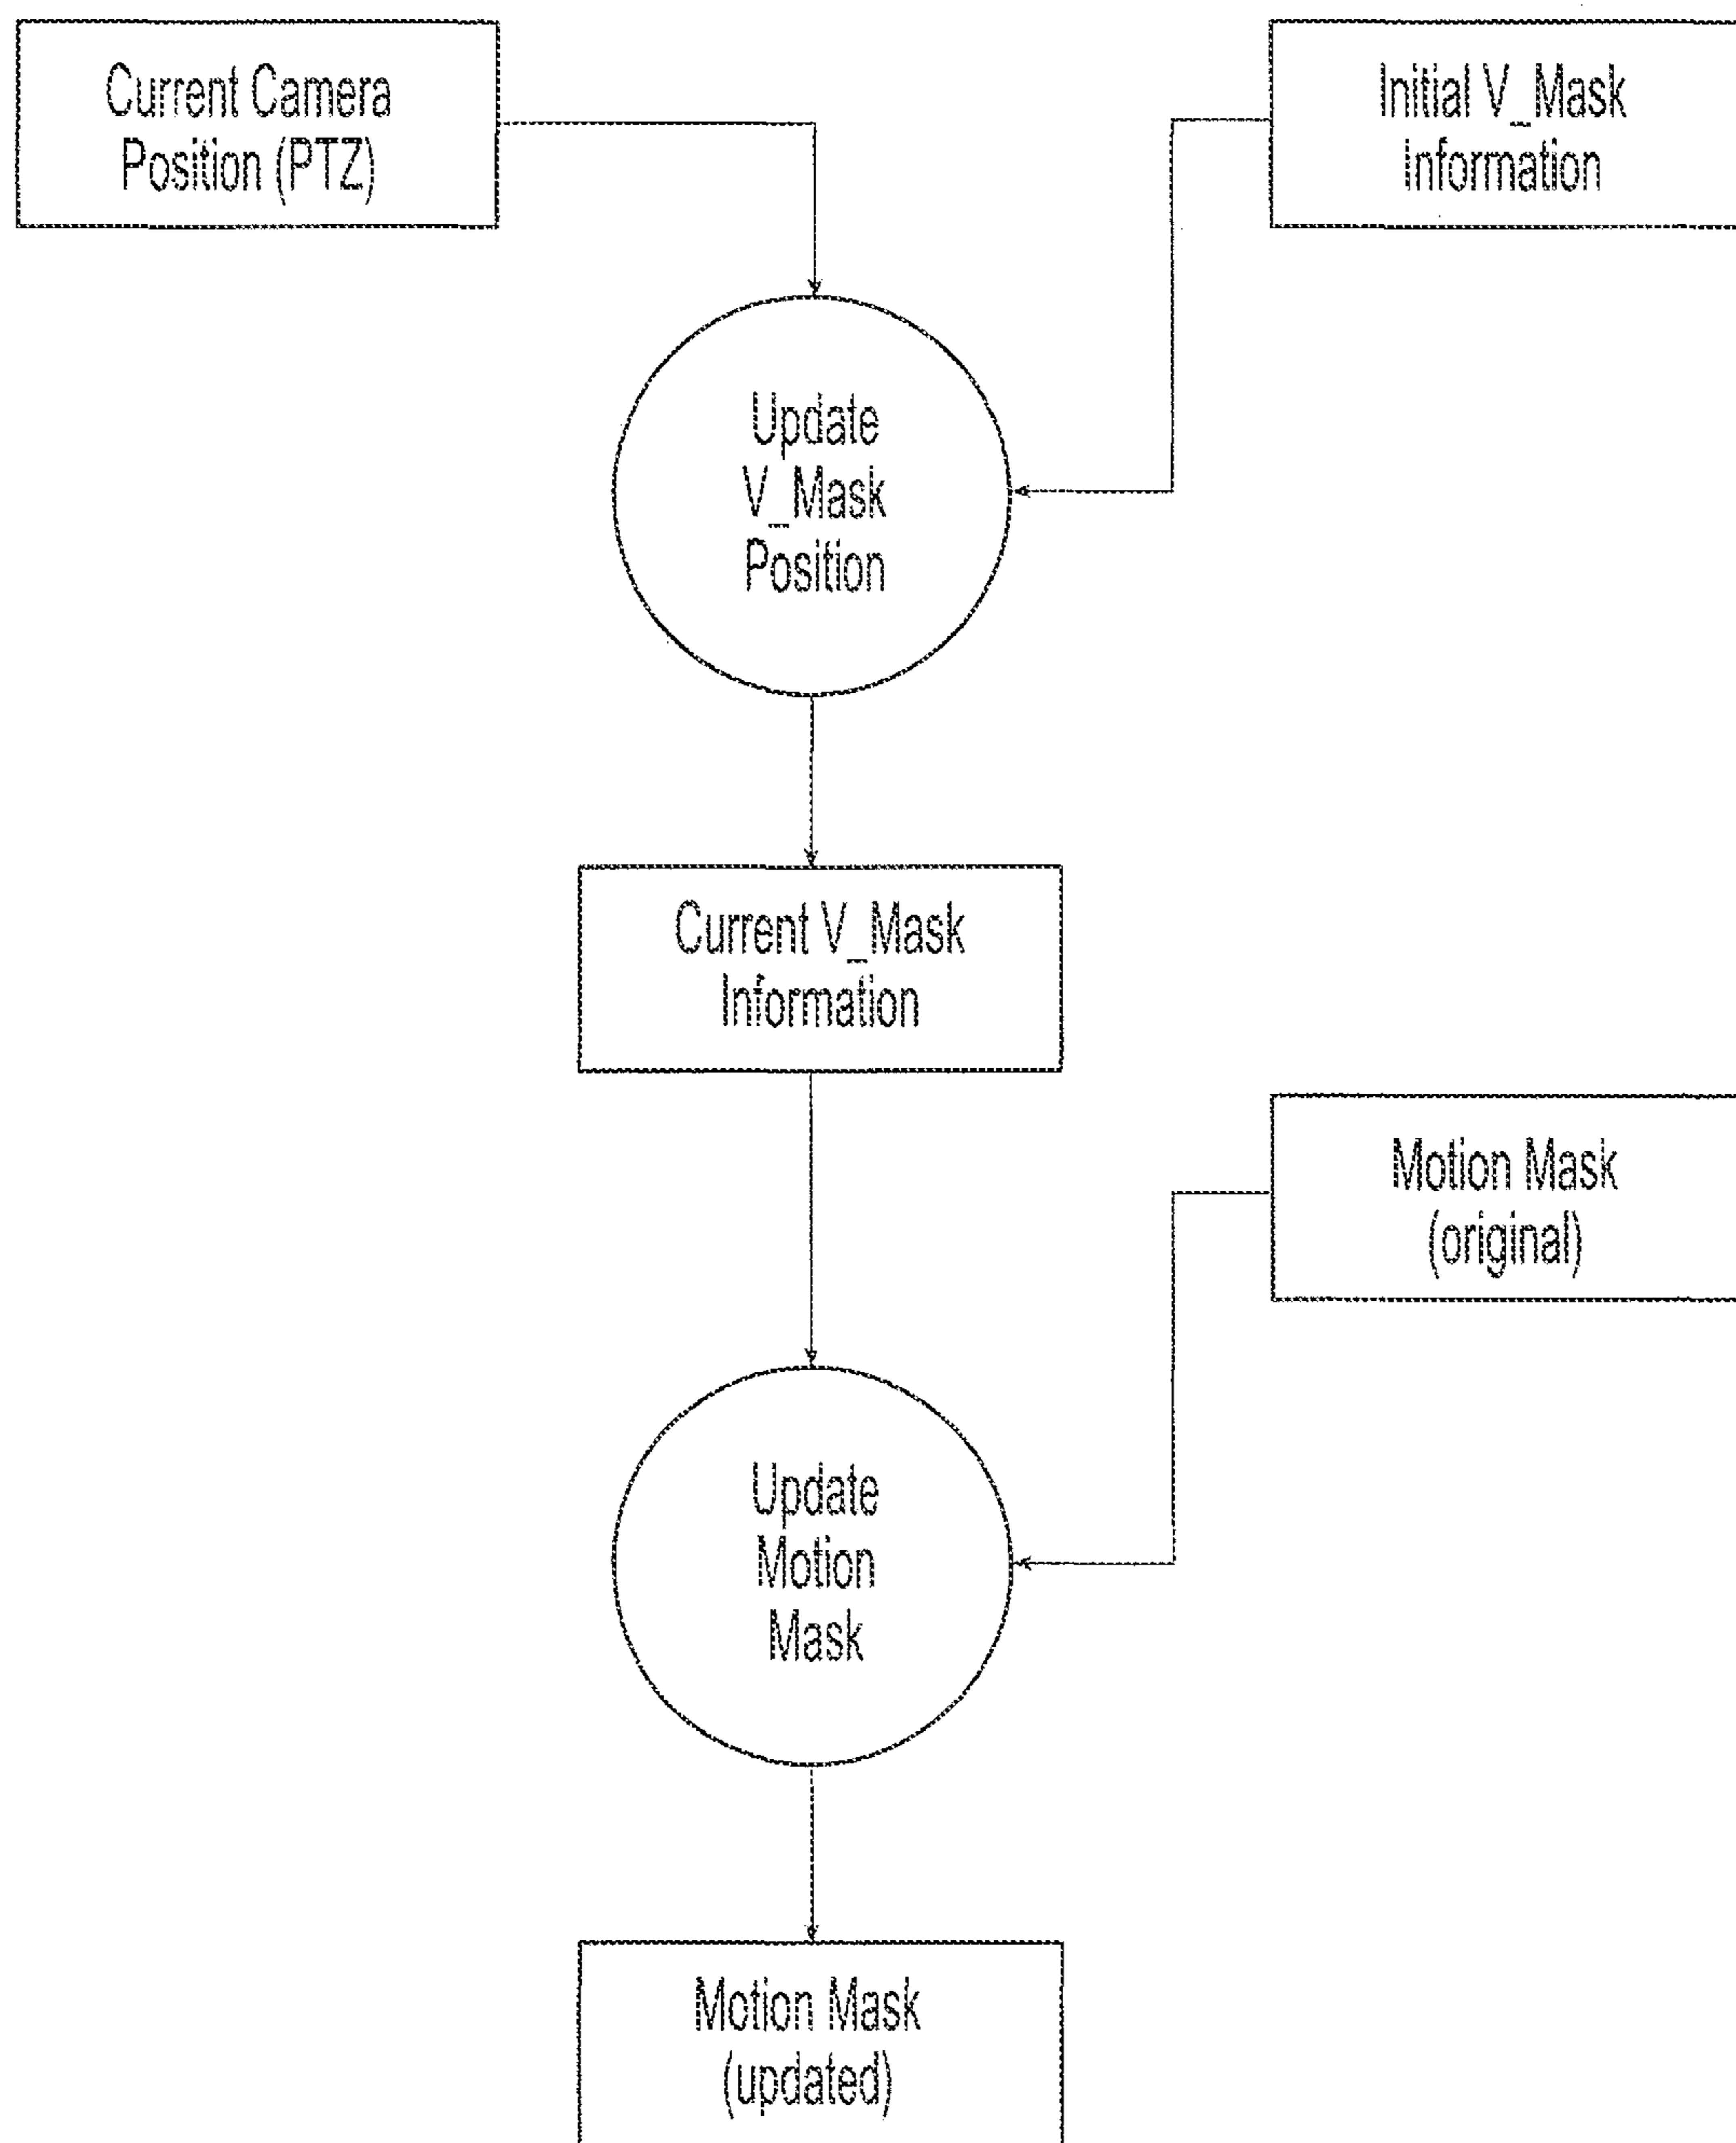 Current Camera
Position (PTZ)
Initial V_Mask
Information
Update
V_Mask
Position
Current V_Mask
Information
Motion Mask
(original)
Update
Motion
Mask
Motion Mask
(updated)